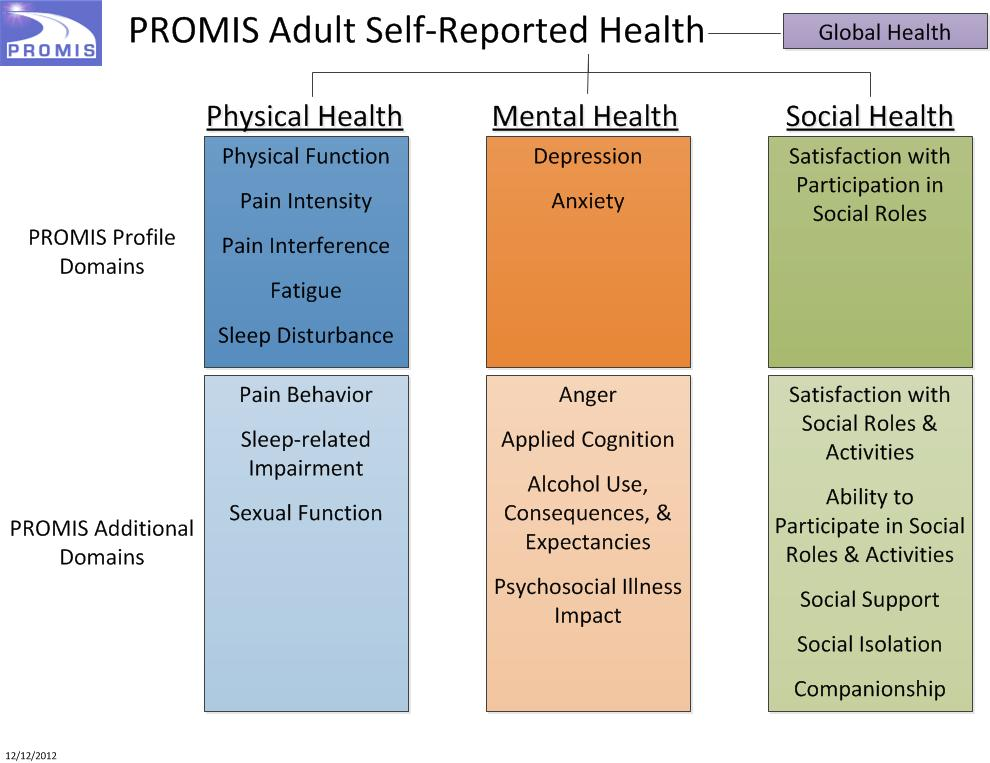 PROMIS
PROMIS Adult Self-Reported Health
Global Health
Physical Health
Mental Health
Social Health
PROMIS Profile
Domains
Physical Function
Pain Intensity
Pain Interference
Fatigue
Sleep Disturbance
Depression
Anxiety
Satisfaction with
Participation in
Social Roles
PROMIS Additional
Domains
Pain Behavior
Sleep-related
Impairment
Sexual Function
Anger
Applied Cognition
Alcohol Use,
Consequences, &
Expectancies
Psychosocial Illness
Impact
Satisfaction with
Social Roles &
Activities
Ability to
Participate in Social
Roles & Activities
Social Support
Social Isolation
Companionship
12/12/2012